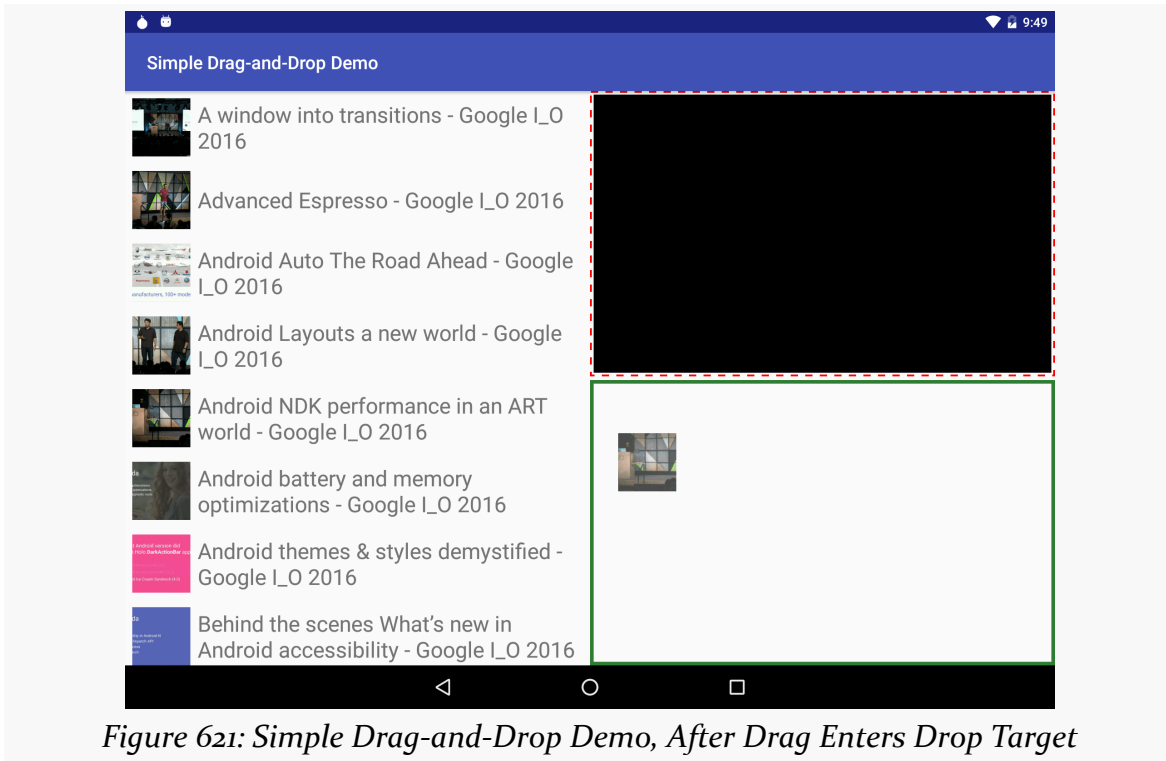 9:49
Simple Drag-and-Drop Demo
A window into transitions - Google I_O
2016
Advanced Espresso - Google I_O 2016
Android Auto The Road Ahead - Google
I_O 2016
Android Layouts a new world - Google
I_O 2016
Android NDK performance in an ART
world - Google I_O 2016
Android battery and memory
optimizations - Google I_O 2016
Android themes & styles demystified -
Google I_O 2016
Behind the scenes What’s new in
Android accessibility - Google I_O 2016
Figure 621: Simple Drag-and-Drop Demo, After Drag Enters Drop Target